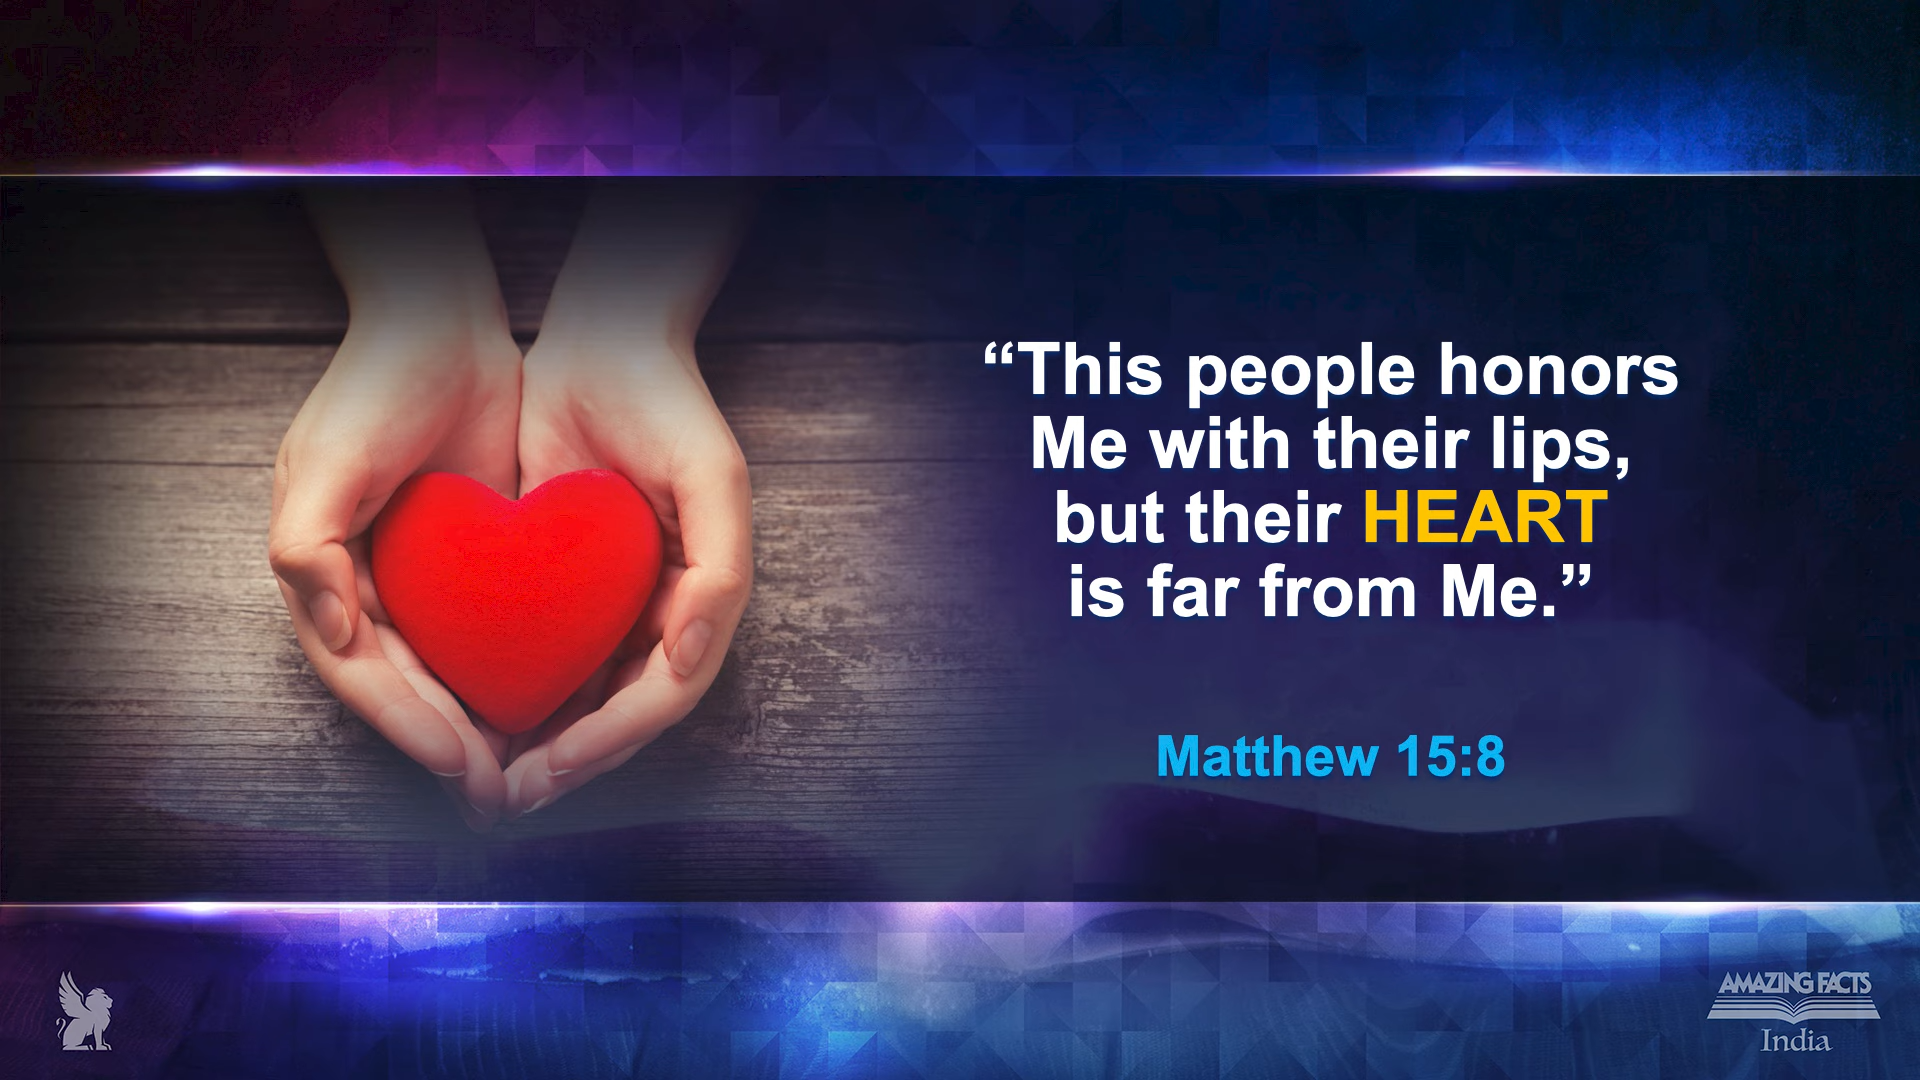 “This people honors
Me with their lips,
but their HEART
is far from Me.”
Matthew 15:8
AMAZING FACTS
India